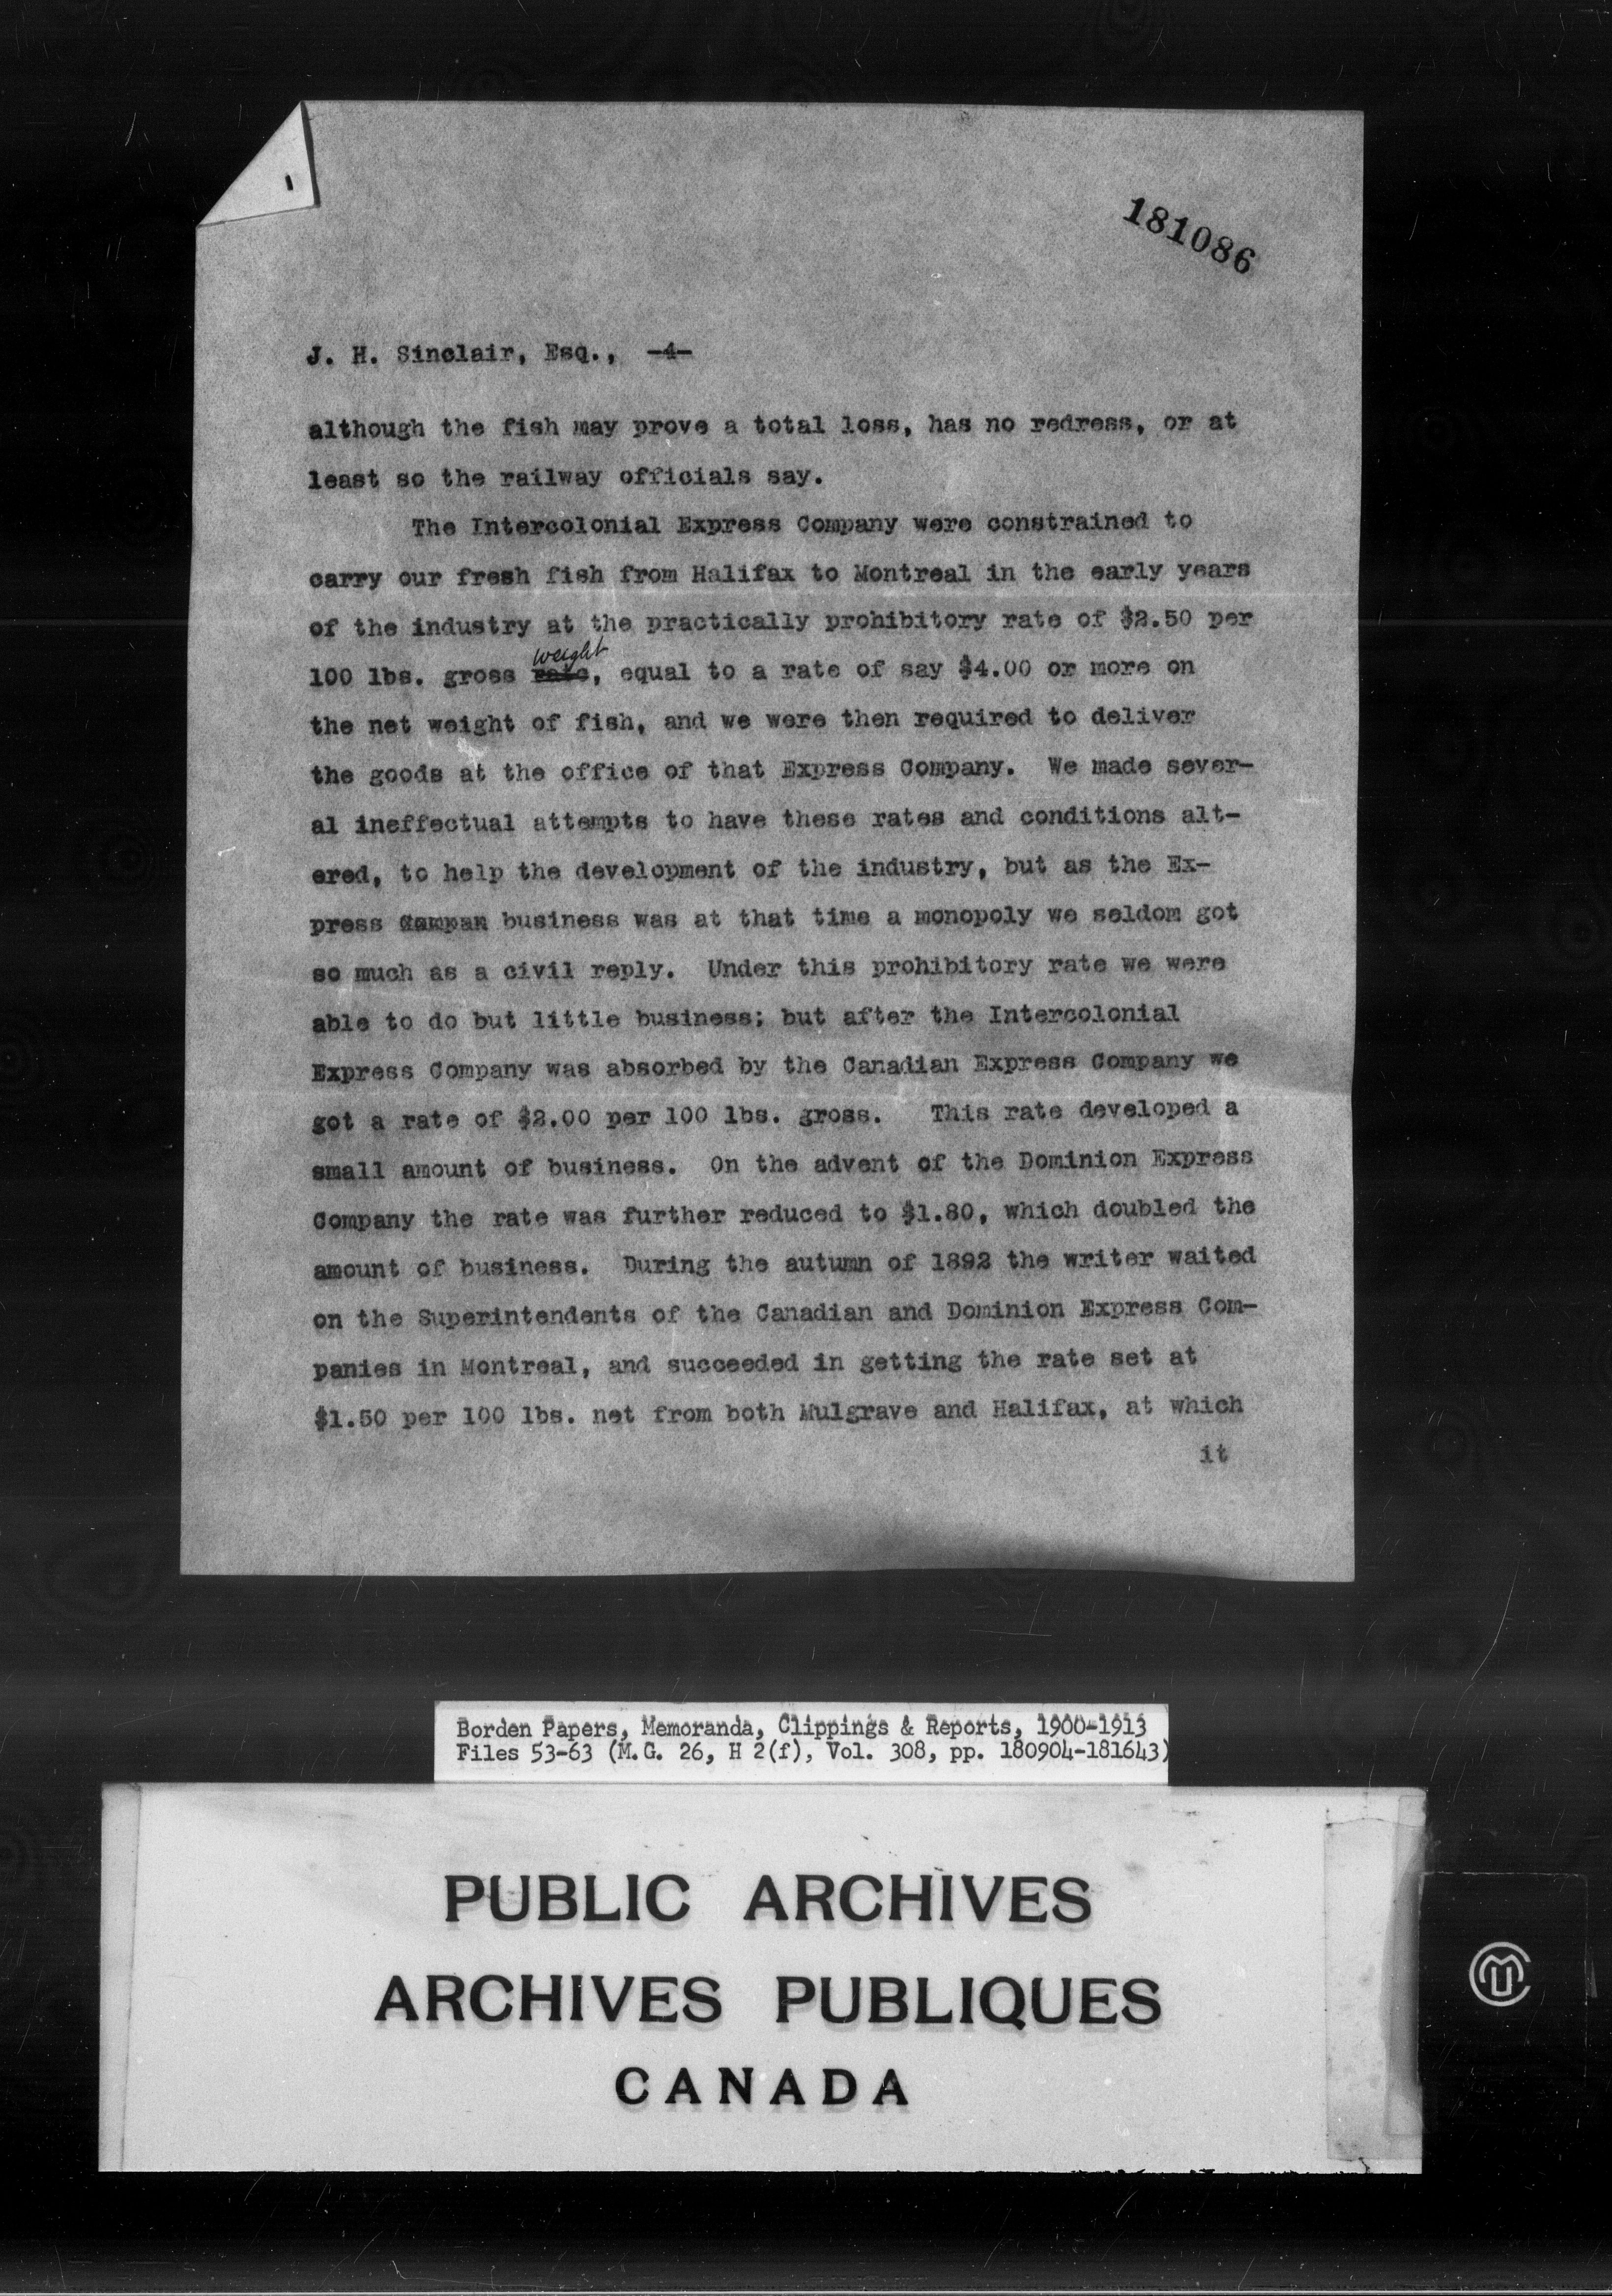 181086
J. H. Sinclair, Esq., -4-
although the fish may prove a total loss, has no redress, or at
least so the railway officials say.
The Intercolonial Express Company were constrained to
carry our fresh fish from Halifax to Montreal in the early years
of the industry at the practically prohibitory rate of $2.50 per
weight
100 lbs. gross rate, equal to a rate of say $4.00 or more on
the net weight of fish, and we were then required to deliver
the goods at the office of that Express Company. We made sever-
al ineffectual attempts to have these rates and conditions alt-
ered, to help the development of the industry, but as the Ex-
press Compan business was at that time a monopoly we seldom got
so much as a civil reply. Under this prohibitory rate we were
able to do but little business; but after the Intercolonial
Express Company was absorbed by the Canadian Express Company we
got a rate of $2.00 per 100 lbs. gross. This rate developed a
small amount of business. On the advent of the Dominion Express
Company the rate was further reduced to $1.80, which doubled the
amount of business. During the autumn of 1892 the writer waited
on the Superintendents of the Canadian and Dominion Express Com-
panies in Montreal, and succeeded in getting the rate set at
$1.50 per 100 lbs. net from both Mulgrave and Halifax, at which
it
Borden Papers, Memoranda, Clippings & Reports, 1900-1913
Files 53-63 (M.G. 26, H 2(f), Vol. 308, pp. 180904-181643)
PUBLIC ARCHIVES
ARCHIVES PUBLIQUES
CANADA